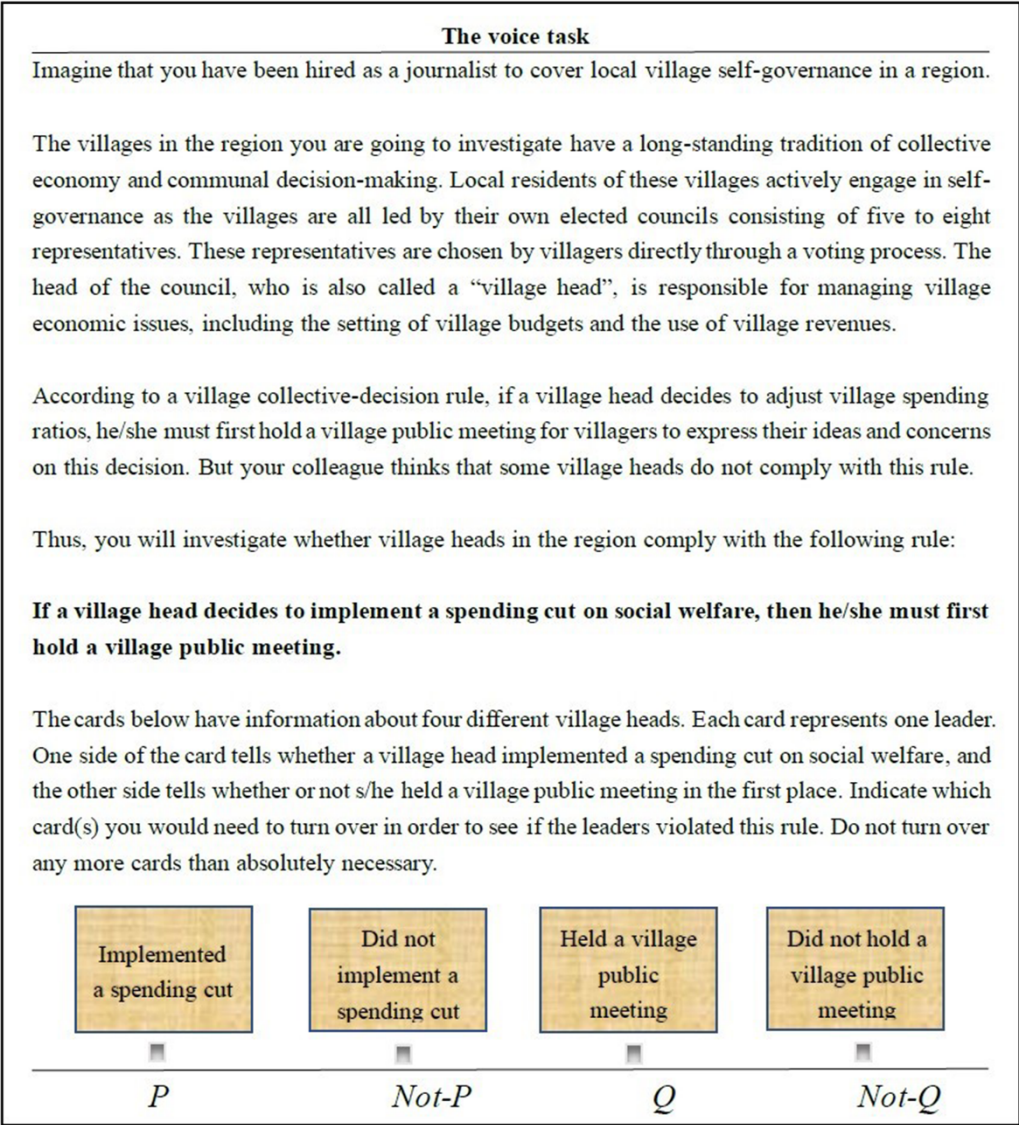 The voice task
Imagine that you have been hired as a journalist to cover local village self-governance in a region.
The villages in the region you are going to investigate have a long-standing tradition of collective
economy and communal decision-making. Local residents of these villages actively engage in self-
governance as the villages are all led by their own elected councils consisting of five to eight
representatives. These representatives are chosen by villagers directly through a voting process. The
head of the council, who is also called a “village head”, is responsible for managing village
economic issues, including the setting of village budgets and the use of village revenues.
According to a village collective-decision rule, if a village head decides to adjust village spending
ratios, he/she must first hold a village public meeting for villagers to express their ideas and concerns
on this decision. But your colleague thinks that some village heads do not comply with this rule.
Thus, you will investigate whether village heads in the region comply with the following rule:
If a village head decides to implement a spending cut on social welfare, then he/she must first
hold a village public meeting.
The cards below have information about four different village heads. Each card represents one leader.
One side of the card tells whether a village head implemented a spending cut on social welfare, and
the other side tells whether or not s/he held a village public meeting in the first place. Indicate which
card(s) you would need to turn over in order to see if the leaders violated this rule. Do not turn over
any more cards than absolutely necessary.
Implemented
a spending cut
Did not
implement a
spending cut
Held a village
public
meeting
Did not hold a
village public
meeting
P
Not-P
Q
Not-Q